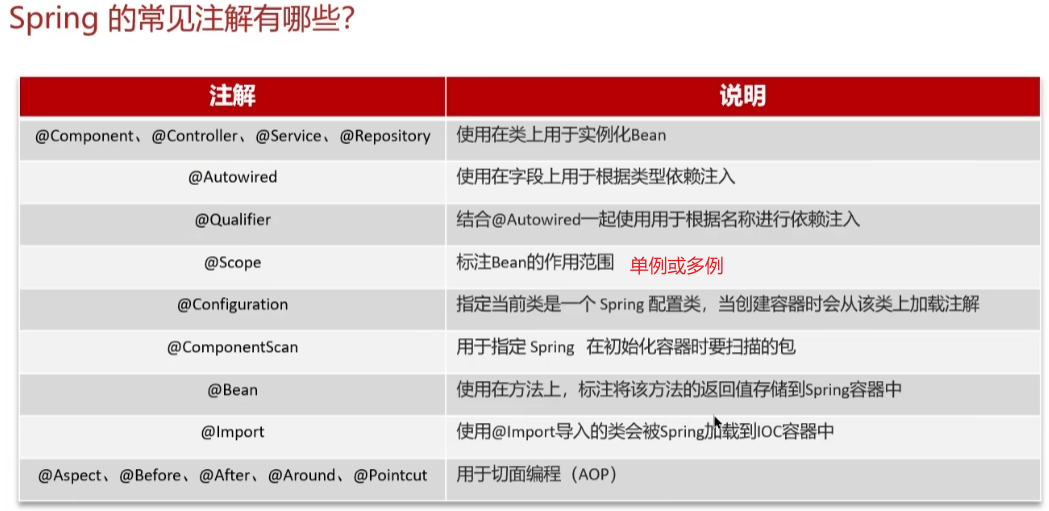 Spring 的常见注解有哪些?
注解 说明
@Component、@Controller、@Service、@Repository 使用在类上用于实例化Bean
@Autowired 使用在字段上用于根据类型依赖注入
@Qualifier 结合@Autowired一起使用用于根据名称进行依赖注入
@Scope 标注Bean的作用范围 单例或多例
@Configuration 指定当前类是一个 Spring 配置类，当创建容器时会从该类上加载注解
@ComponentScan 用于指定 Spring 在初始化容器时要扫描的包
@Bean 使用在方法上，标注将该方法的返回值存储到Spring容器中
@Import 使用@Import导入的类会被Spring加载到IOC容器中
@Aspect、@Before、@After、@Around、@Pointcut 用于切面编程（AOP）